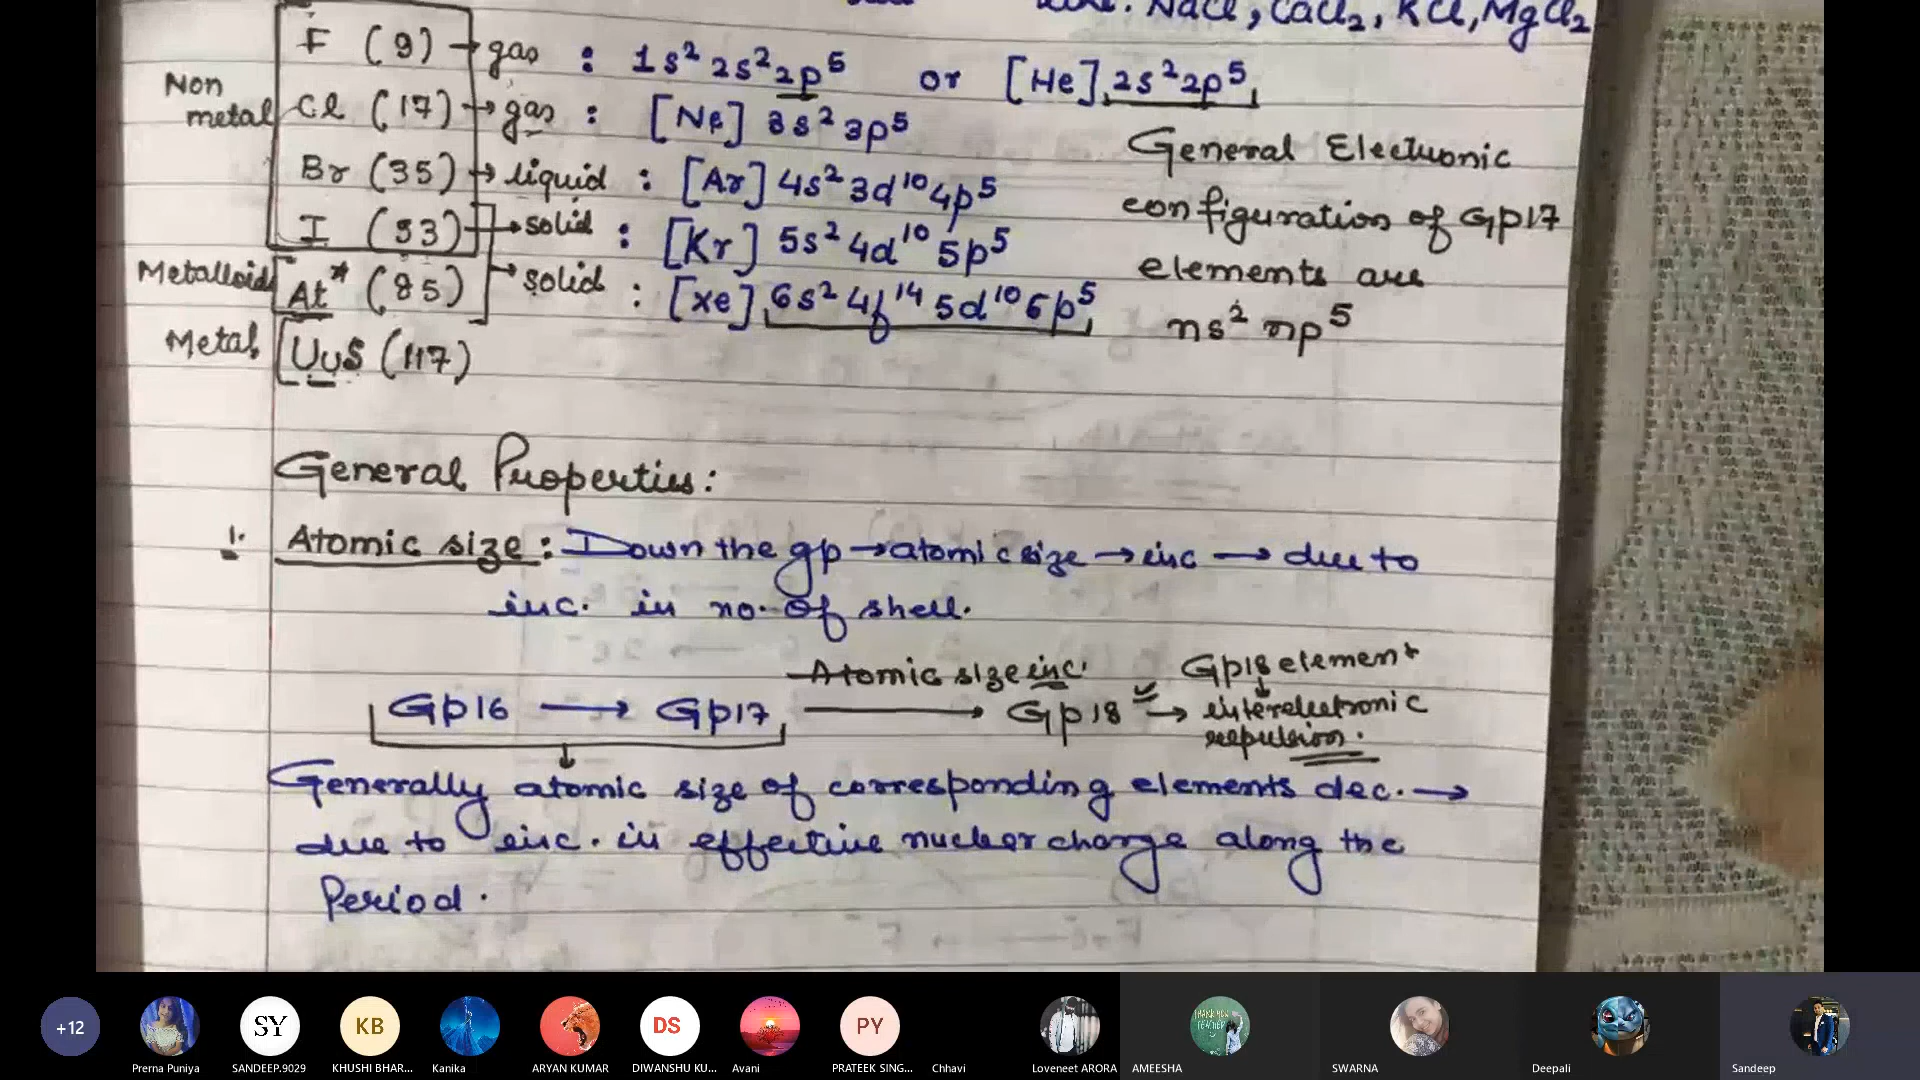 NaCl, CaCl2, KCl, MgCl2
F (9) → gas : 1s² 2s² 2p⁵ or [He] 2s² 2p⁵
Non metal
Cl (17) → gas : [Ne] 3s² 3p⁵
Br (35) → liquid : [Ar] 4s² 3d¹⁰ 4p⁵
I (53) → solid : [Kr] 5s² 4d¹⁰ 5p⁵
Metalloid At* (85) → solid : [Xe] 6s² 4f¹⁴ 5d¹⁰ 6p⁵
Metal UuS (117)
General Electronic
configuration of Gp17
elements are
ns² np⁵
General Properties:
1. Atomic size: Down the gp → atomic size → inc → due to
inc. in no. of shell.
Atomic size inc.
Gp16 → Gp17 → Gp18 →
Gp18 element
interelectronic
repulsion.
Generally atomic size of corresponding elements dec. →
due to inc. in effective nuclear charge along the
Period.
+12
SY
KB
DS
PY
Prerna Puniya
SANDEEP.9029
KHUSHI BHAR...
Kanika
ARYAN KUMAR
DIWANSHU KU...
Avani
PRATEEK SING...
Chhavi
Loveneet ARORA
AMEESHA
SWARNA
Deepali
Sandeep